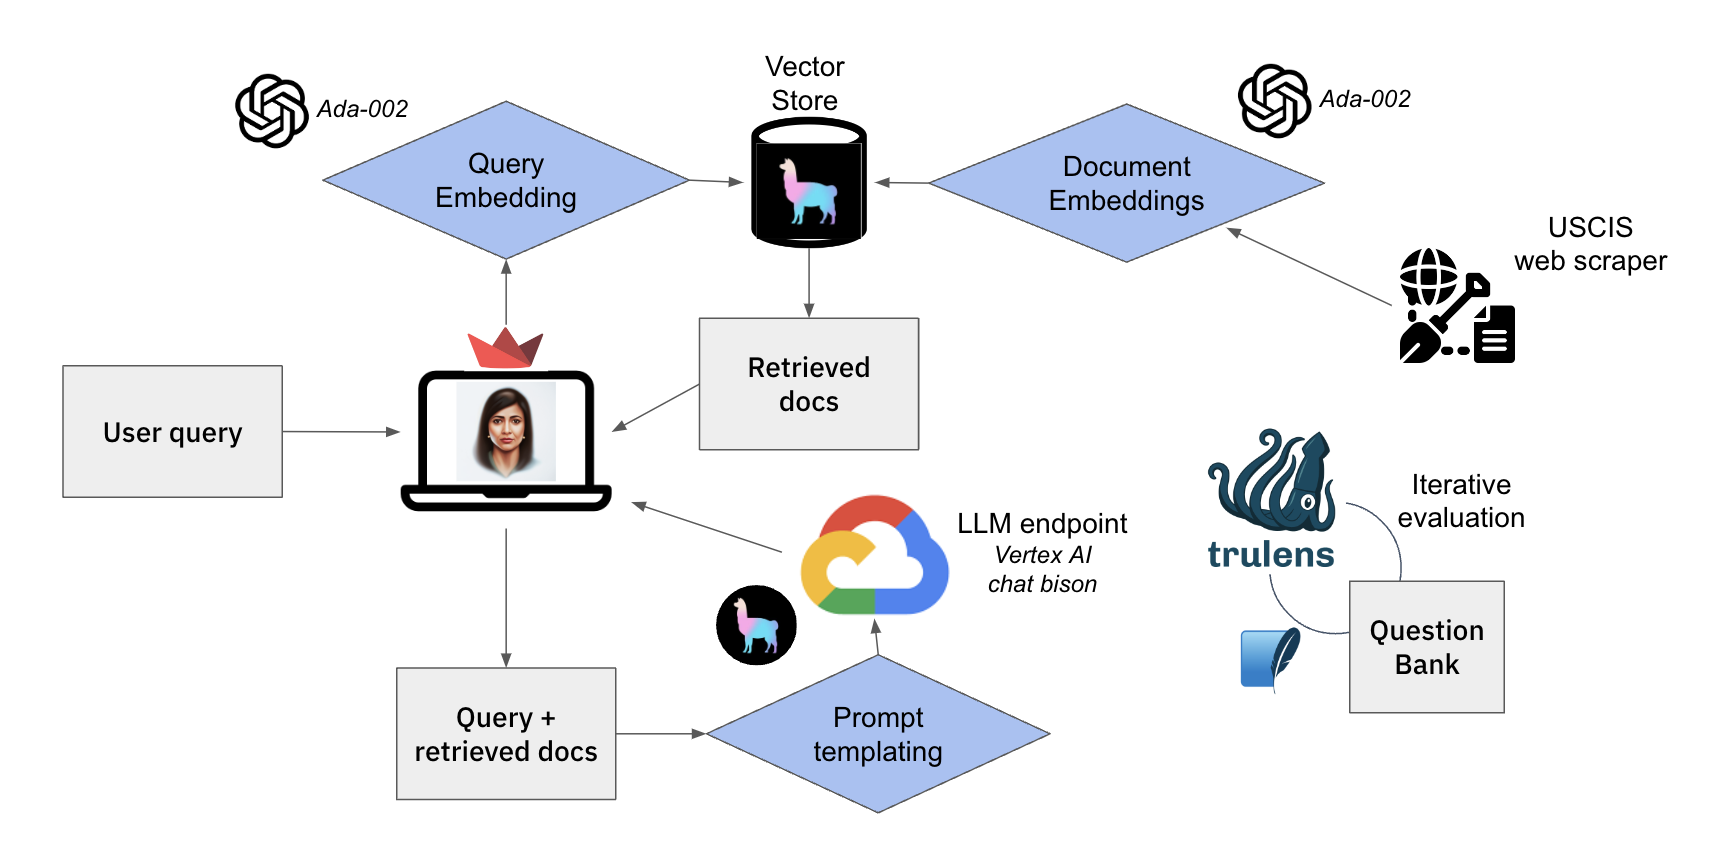 Vector
Store
Ada-002
Ada-002
Query
Embedding
Document
Embeddings
USCIS
web scraper
Retrieved
docs
User query
Iterative
evaluation
LLM endpoint
Vertex AI
chat bison
trulens
Question
Bank
Query +
retrieved docs
Prompt
templating